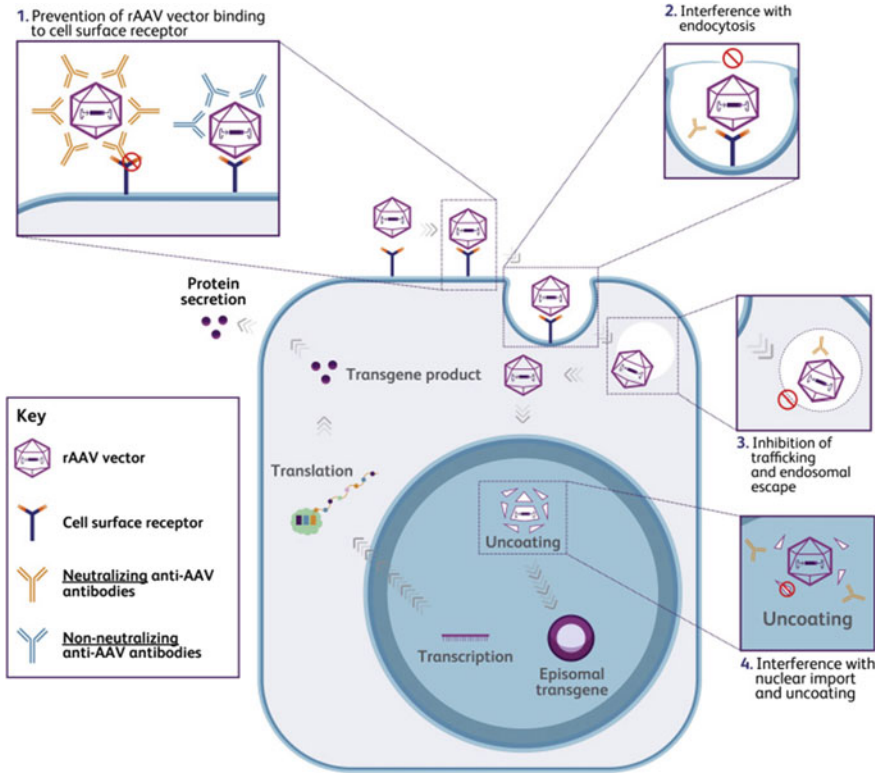 1. Prevention of rAAV vector binding
to cell surface receptor
2. Interference with
endocytosis
Protein
secretion
Transgene product
Translation
Uncoating
Transcription
Episomal
transgene
3. Inhibition of
trafficking
and endosomal
escape
Uncoating
4. Interference with
nuclear import
and uncoating
Key
rAAV vector
Cell surface receptor
Neutralizing anti-AAV
antibodies
Non-neutralizing
anti-AAV antibodies